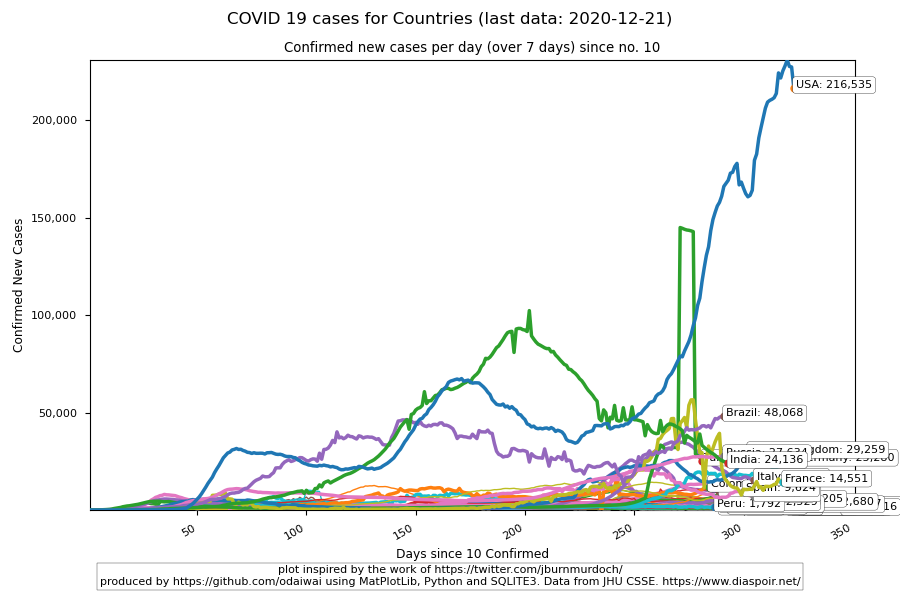 COVID 19 cases for Countries (last data: 2020-12-21)
Confirmed new cases per day (over 7 days) since no. 10
USA: 216,535
200,000
150,000
Confirmed New Cases
100,000
50,000
Brazil: 48,068
29,259
India: 24,136
Italy
France: 14,551
Peru: 1,792
50
100
150
200
250
300
350
Days since 10 Confirmed
plot inspired by the work of https://twitter.com/jburnmurdoch/
produced by https://github.com/odaiwai using MatPlotLib, Python and SQLITE3. Data from JHU CSSE. https://www.diaspoir.net/